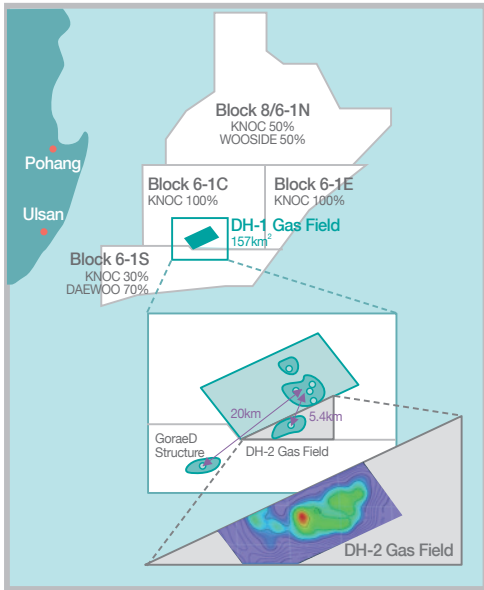 Block 8/6-1N
KNOC 50%
WOOSIDE 50%
Pohang
Block 6-1C
KNOC 100%
Block 6-1E
KNOC 100%
Ulsan
DH-1 Gas Field
157km²
Block 6-1S
KNOC 30%
DAEWOO 70%
20km
5.4km
GoraeD
Structure
DH-2 Gas Field
DH-2 Gas Field